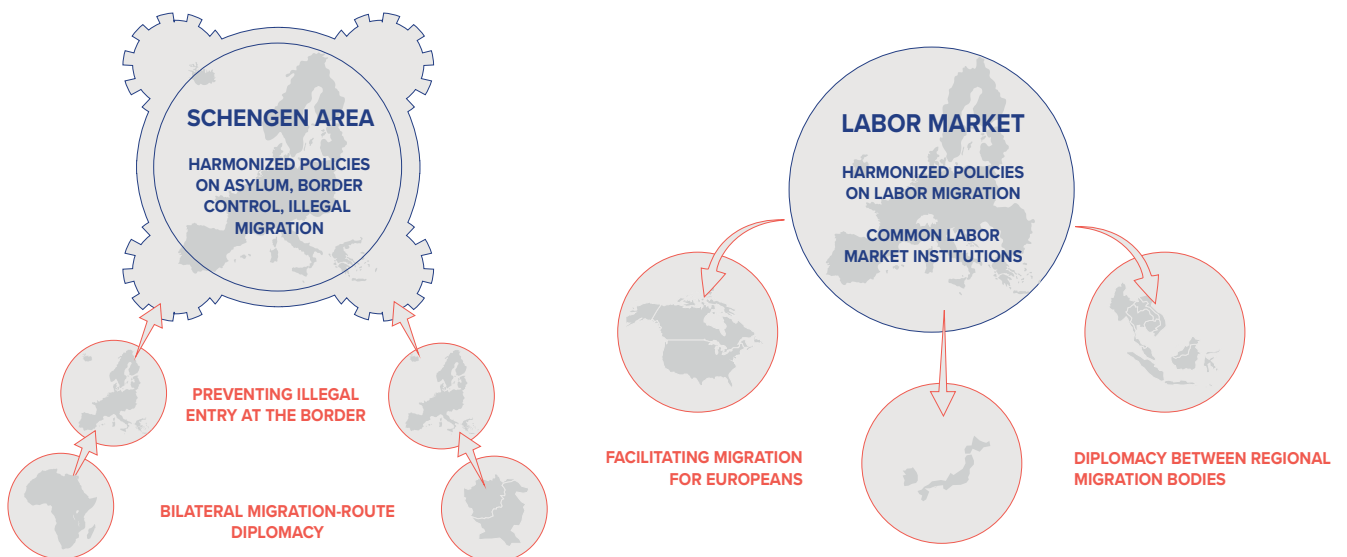 SCHENGEN AREA
HARMONIZED POLICIES
ON ASYLUM, BORDER
CONTROL, ILLEGAL
MIGRATION
PREVENTING ILLEGAL
ENTRY AT THE BORDER
BILATERAL MIGRATION-ROUTE
DIPLOMACY
LABOR MARKET
HARMONIZED POLICIES
ON LABOR MIGRATION
COMMON LABOR
MARKET INSTITUTIONS
FACILITATING MIGRATION
FOR EUROPEANS
DIPLOMACY BETWEEN REGIONAL
MIGRATION BODIES